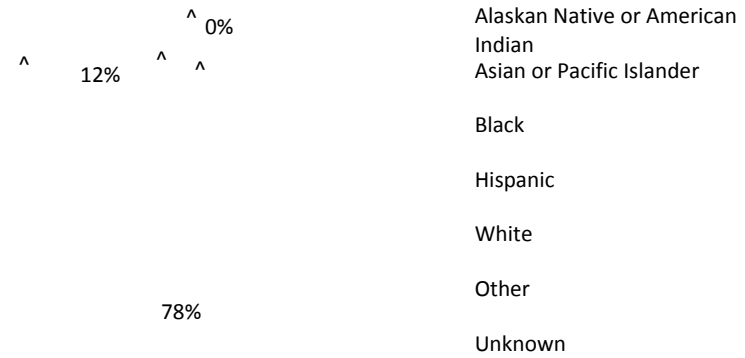 ^ 0%
^ 12% ^ ^
78%
Alaskan Native or American
Indian
Asian or Pacific Islander
Black
Hispanic
White
Other
Unknown